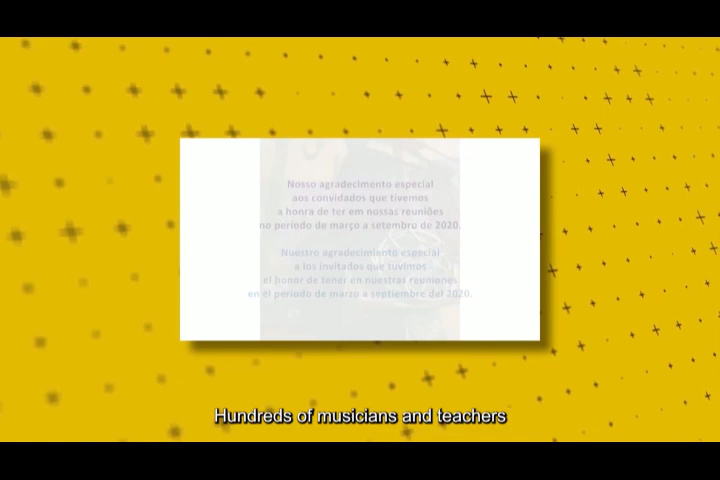 Nosso agradecimento especial
aos convidados que tivemos
a honra de ter em nossas reuniões
no período de março a setembro de 2020.
Nuestro agradecimiento especial
a los invitados que tuvimos
el honor de tener en nuestras reuniones
en el período de marzo a septiembre del 2020.
Hundreds of musicians and teachers